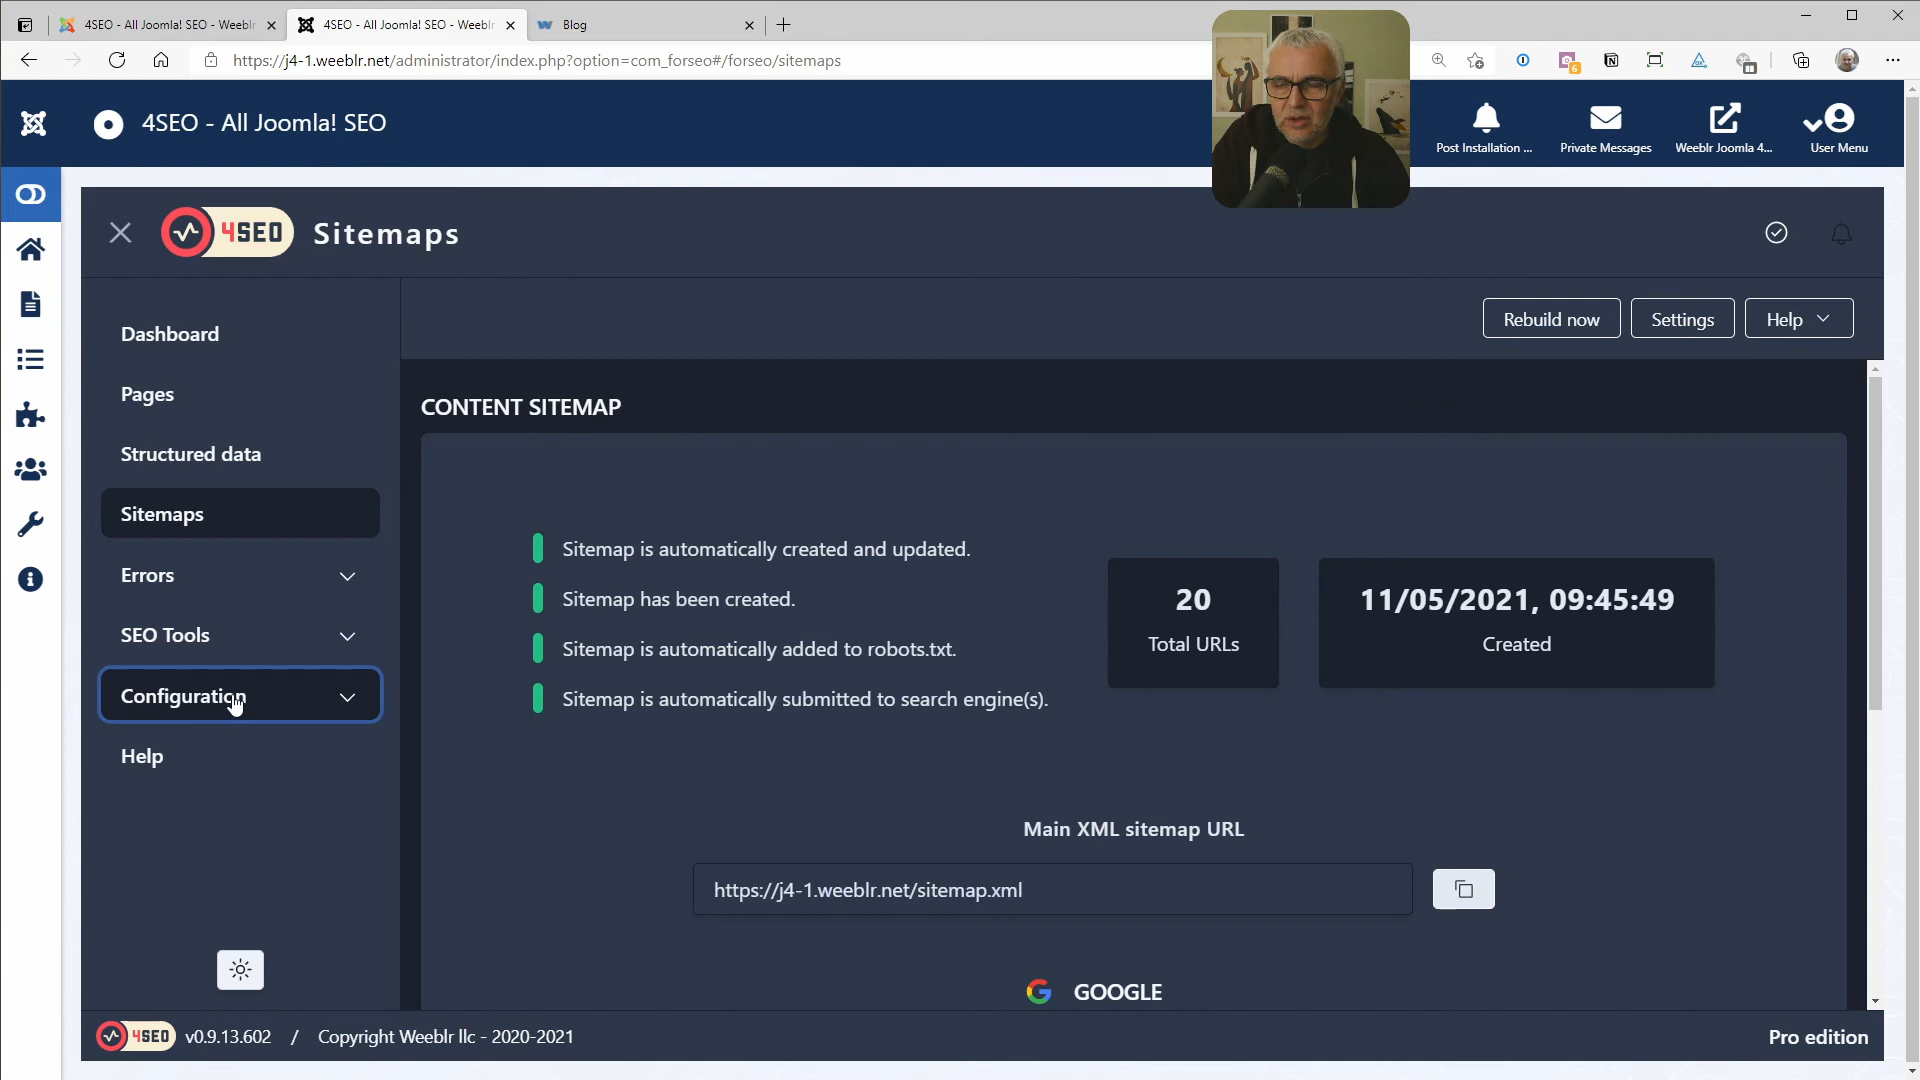 4SEO - All Joomla! SEO - Weeblr
4SEO - All Joomla! SEO - Weeblr
Blog
https://j4-1.weeblr.net/administrator/index.php?option=com_forseo#/forseo/sitemaps
6
4SEO - All Joomla! SEO
Post Installation ...
Private Messages
Weeblr Joomla 4...
User Menu
4SEO
Sitemaps
Rebuild now
Settings
Help
Dashboard
Pages
Structured data
Sitemaps
Errors
SEO Tools
Configuration
Help
CONTENT SITEMAP
Sitemap is automatically created and updated.
Sitemap has been created.
Sitemap is automatically added to robots.txt.
Sitemap is automatically submitted to search engine(s).
20
Total URLs
11/05/2021, 09:45:49
Created
Main XML sitemap URL
https://j4-1.weeblr.net/sitemap.xml
GOOGLE
4SEO v0.9.13.602 / Copyright Weeblr llc - 2020-2021
Pro edition